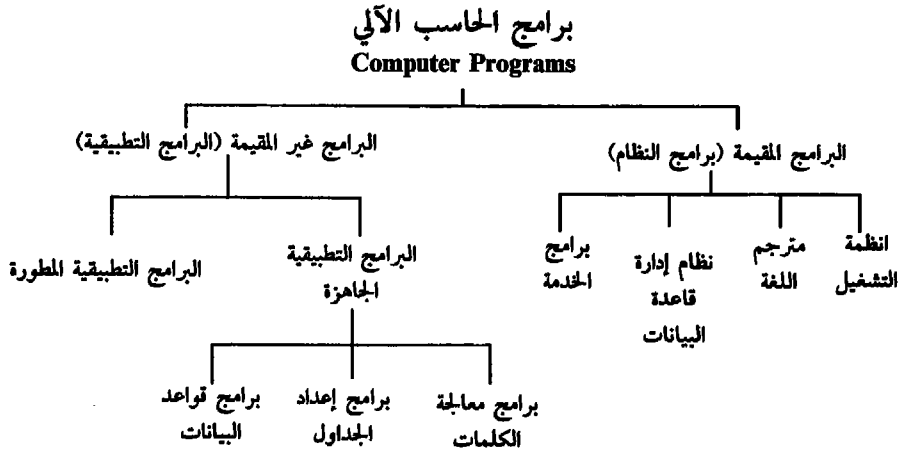 برامج الحاسب الآلي
Computer Programs
البرامج المقيمة (برامج النظام)
البرامج غير المقيمة (البرامج التطبيقية)
انظمة
التشغيل
مترجم
اللغة
نظام إدارة
قاعدة
البيانات
برامج
الخدمة
البرامج التطبيقية
الجاهزة
البرامج التطبيقية المطورة
برامج معالجة
الكلمات
برامج إعداد
الجداول
برامج قواعد
البيانات